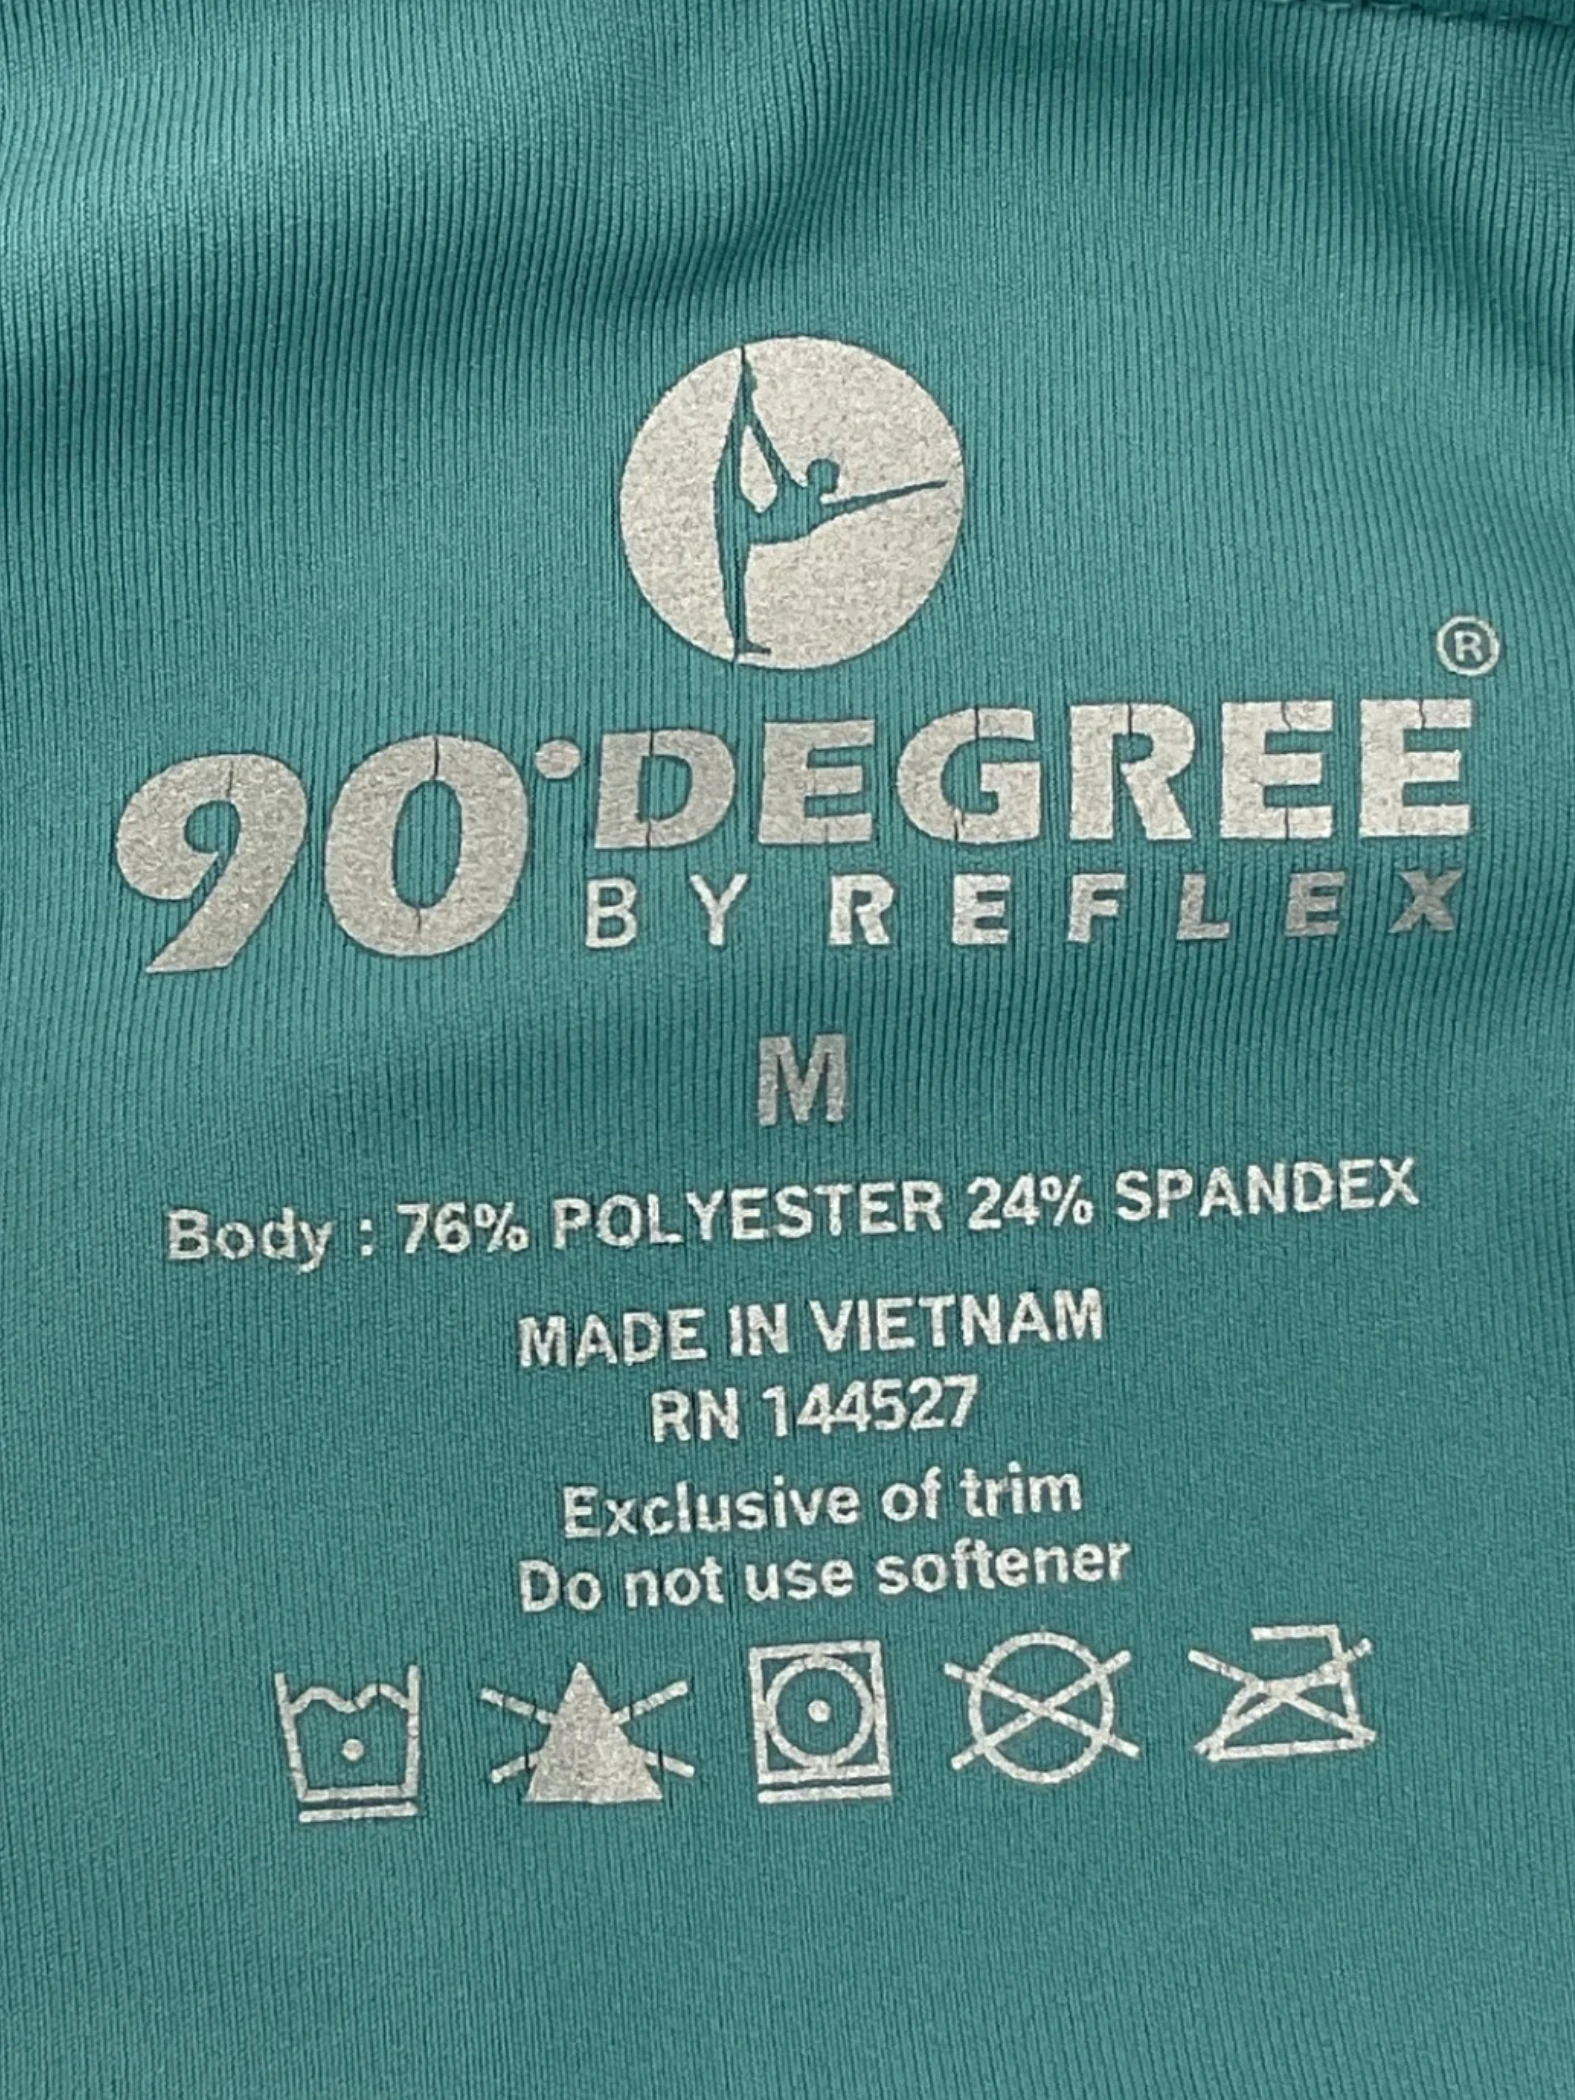 ®
90°DEGREE
BY REFLEX
M
Body : 76% POLYESTER 24% SPANDEX
MADE IN VIETNAM
RN 144527
Exclusive of trim
Do not use softener